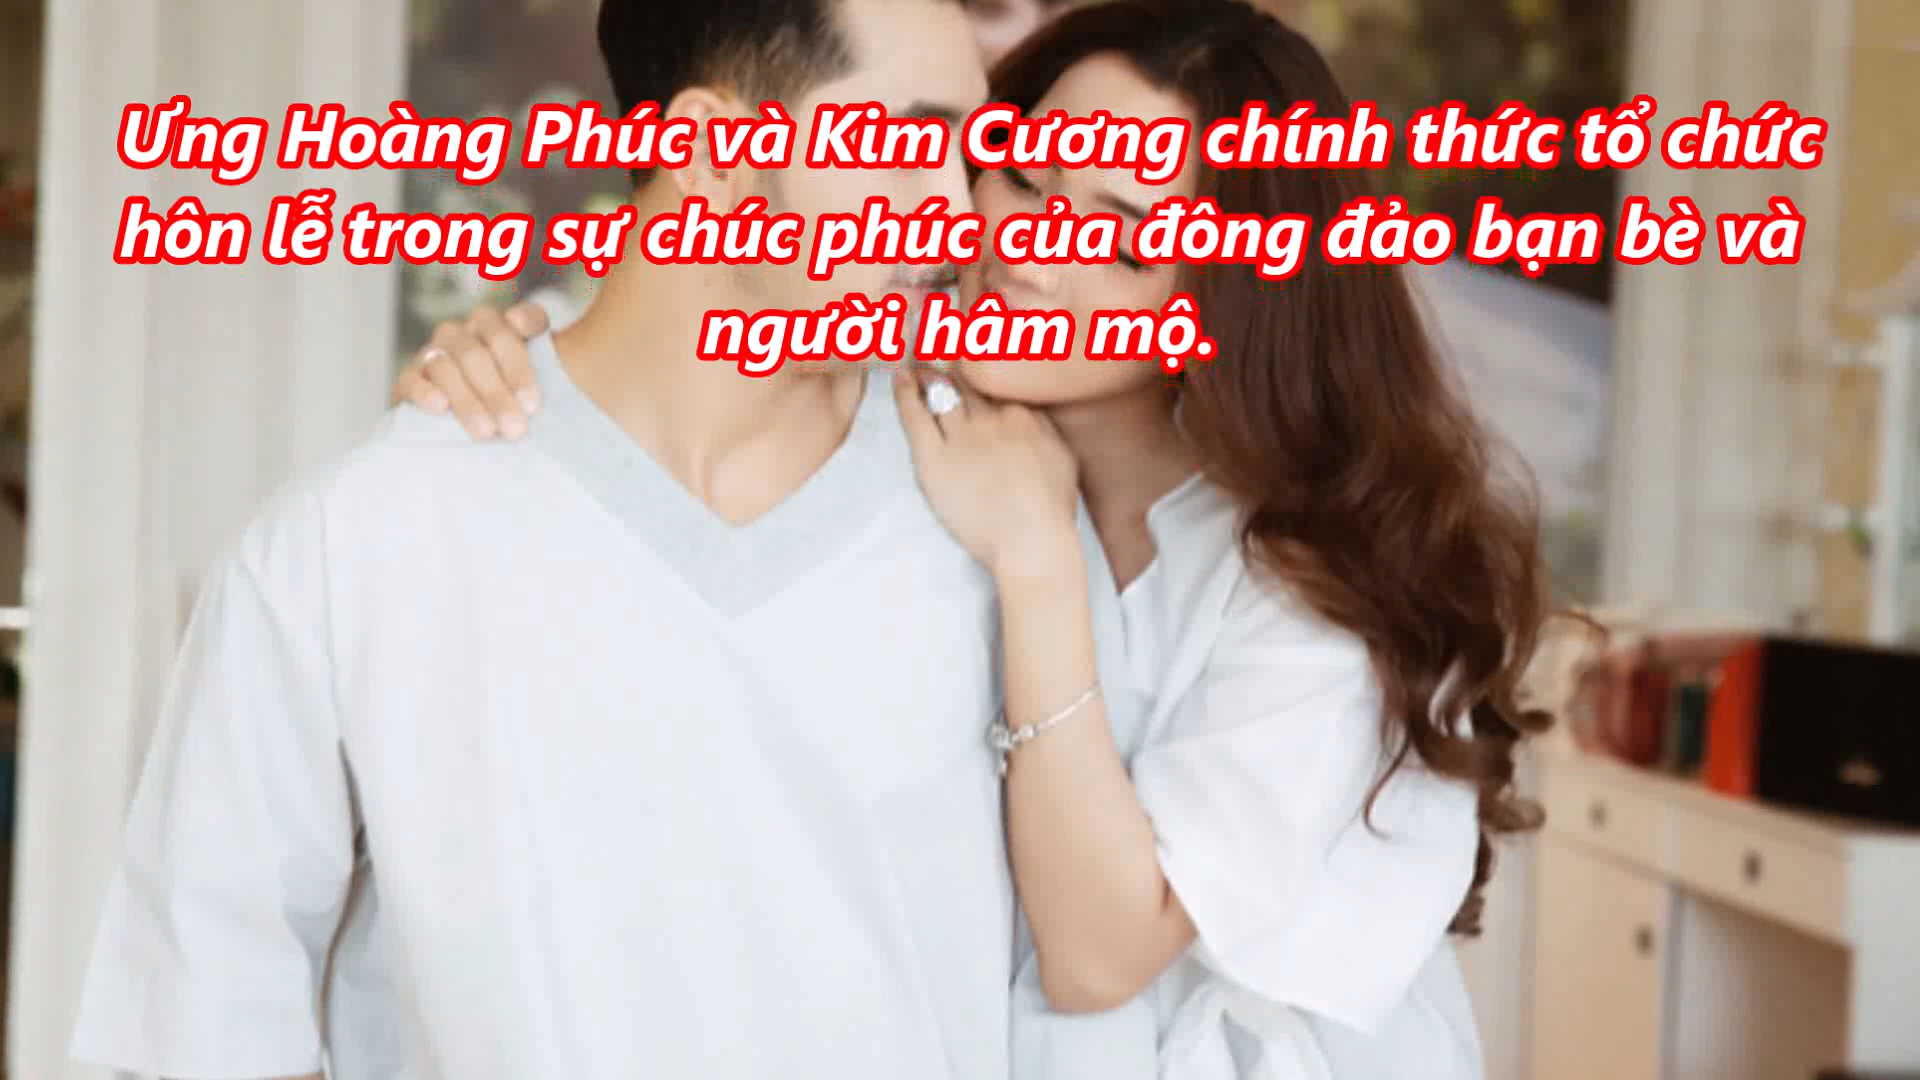 Ưng Hoàng Phúc và Kim Cương chính thức tổ chức
hôn lễ trong sự chúc phúc của đông đảo bạn bè và
người hâm mộ.